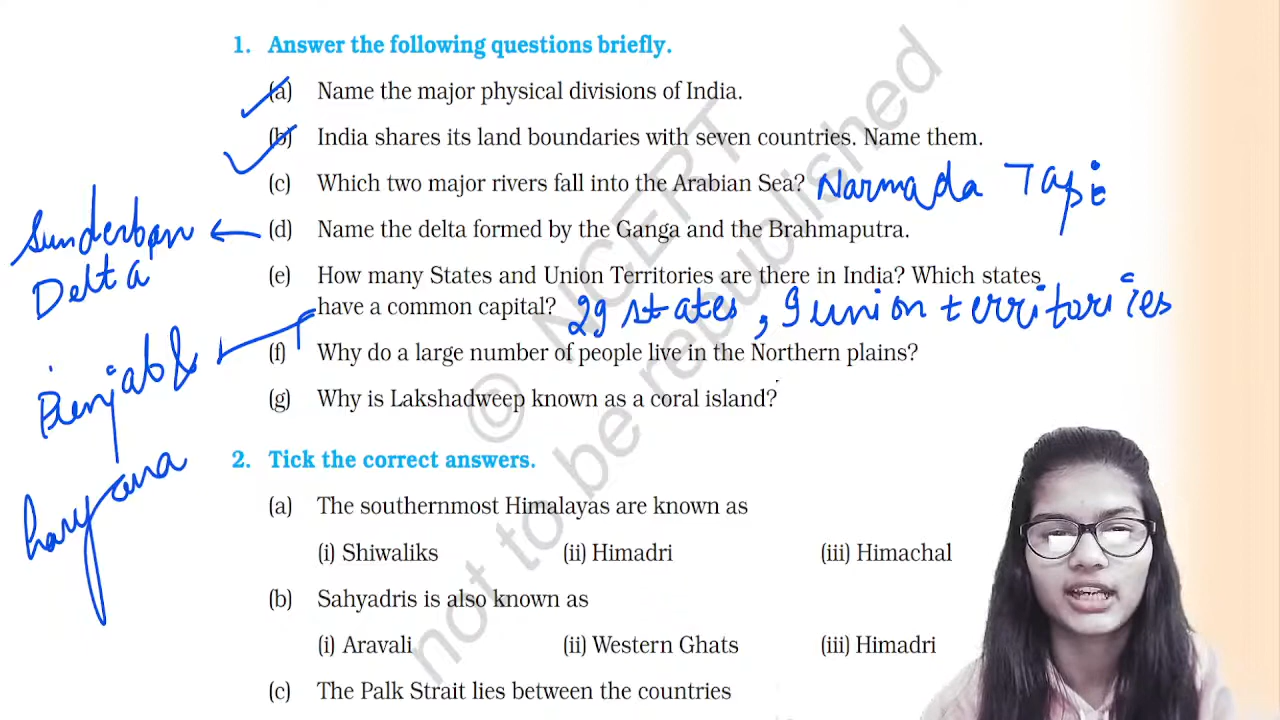 1. Answer the following questions briefly.
(a) Name the major physical divisions of India.
(b) India shares its land boundaries with seven countries. Name them.
(c) Which two major rivers fall into the Arabian Sea? Narmada Tapi
Sunderban
Delta
(d) Name the delta formed by the Ganga and the Brahmaputra.
(e) How many States and Union Territories are there in India? Which states
have a common capital? 29 states, 9 union territories
Punjab &
haryana
(f) Why do a large number of people live in the Northern plains?
(g) Why is Lakshadweep known as a coral island?
2. Tick the correct answers.
(a) The southernmost Himalayas are known as
(i) Shiwaliks (ii) Himadri (iii) Himachal
(b) Sahyadris is also known as
(i) Aravali (ii) Western Ghats (iii) Himadri
(c) The Palk Strait lies between the countries
© NCERT
not to be republished